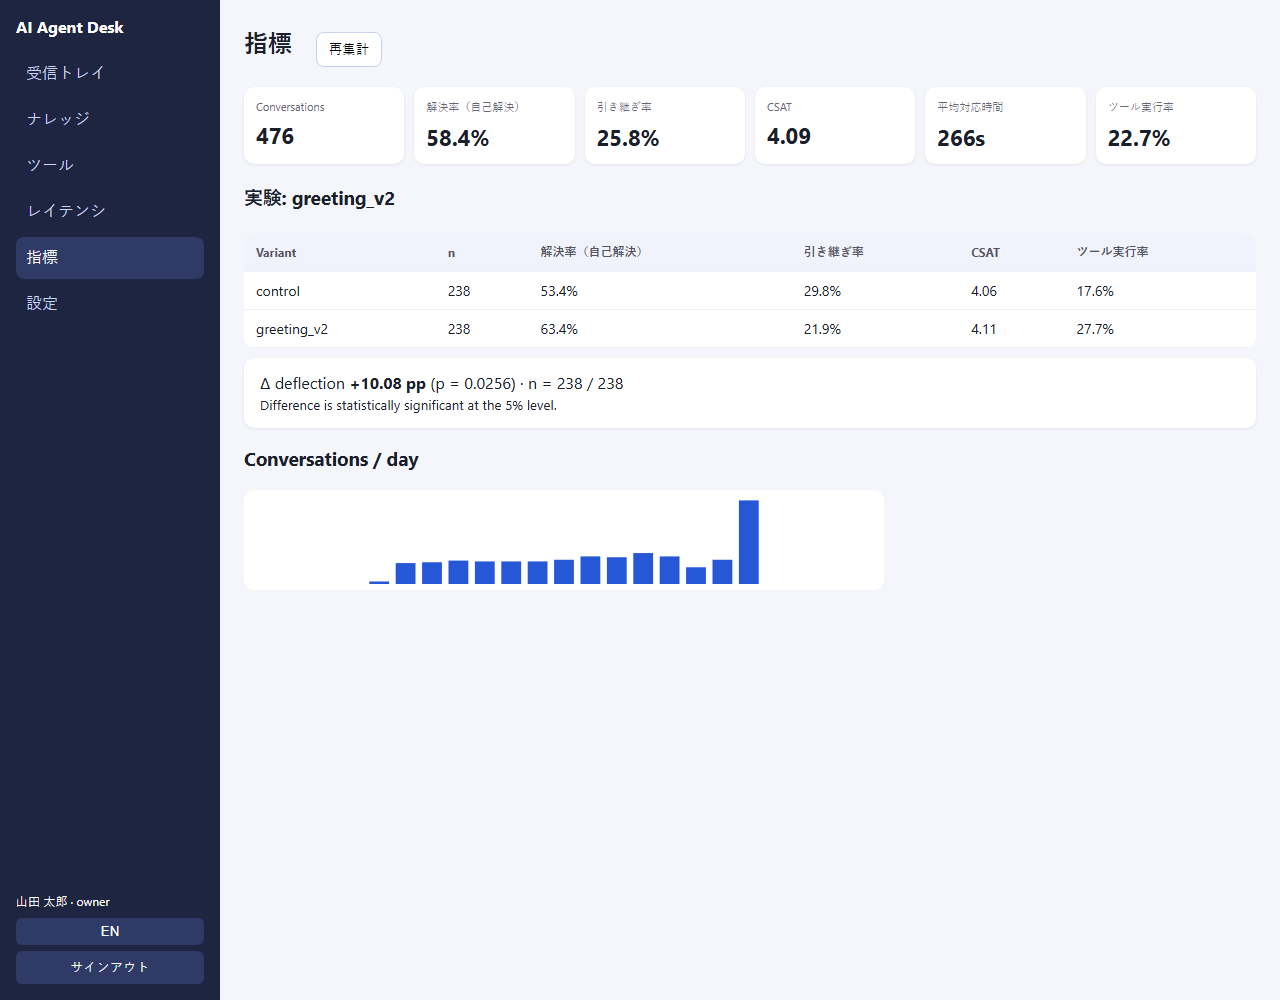 AI Agent Desk
受信トレイ
ナレッジ
ツール
レイテンシ
指標
設定
山田 太郎 · owner
EN
サインアウト
指標
再集計
Conversations
476
解決率（自己解決）
58.4%
引き継ぎ率
25.8%
CSAT
4.09
平均対応時間
266s
ツール実行率
22.7%
実験: greeting_v2
Variant n 解決率（自己解決） 引き継ぎ率 CSAT ツール実行率
control 238 53.4% 29.8% 4.06 17.6%
greeting_v2 238 63.4% 21.9% 4.11 27.7%
Δ deflection +10.08 pp (p = 0.0256) · n = 238 / 238
Difference is statistically significant at the 5% level.
Conversations / day